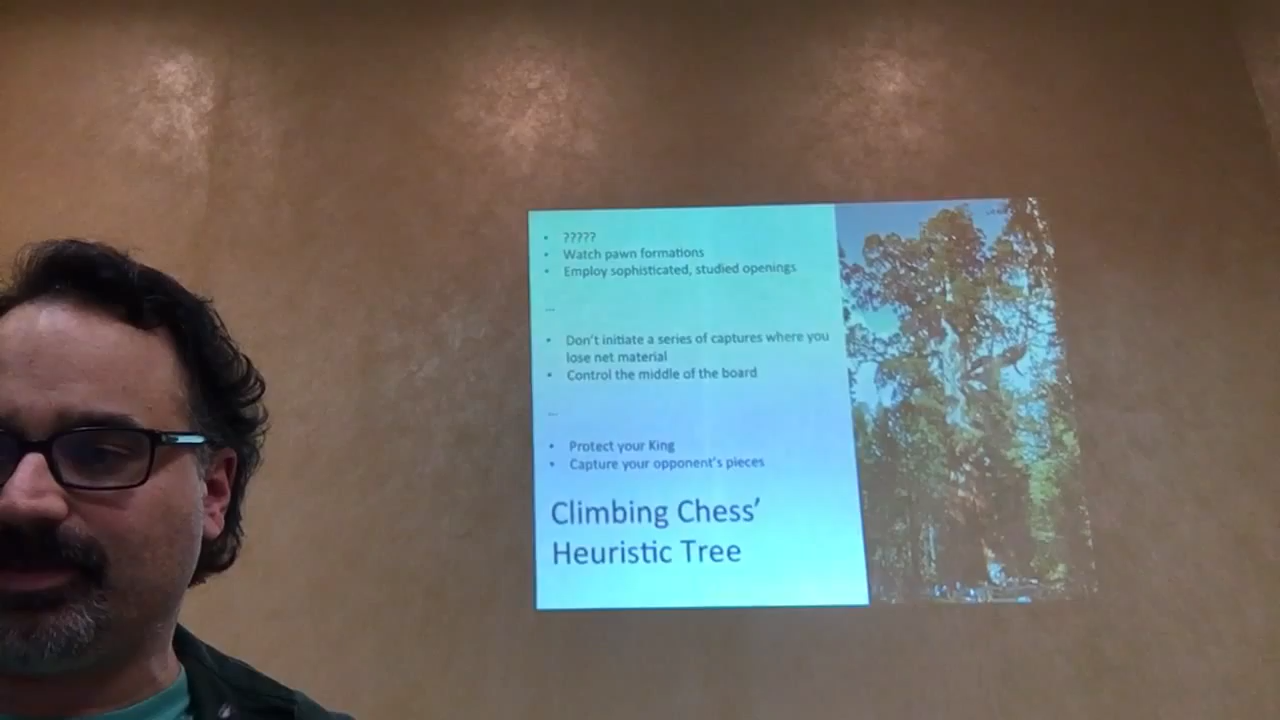 • ?????
• Watch pawn formations
• Employ sophisticated, studied openings
...
• Don't initiate a series of captures where you
lose net material
• Control the middle of the board
...
• Protect your King
• Capture your opponent's pieces
Climbing Chess'
Heuristic Tree